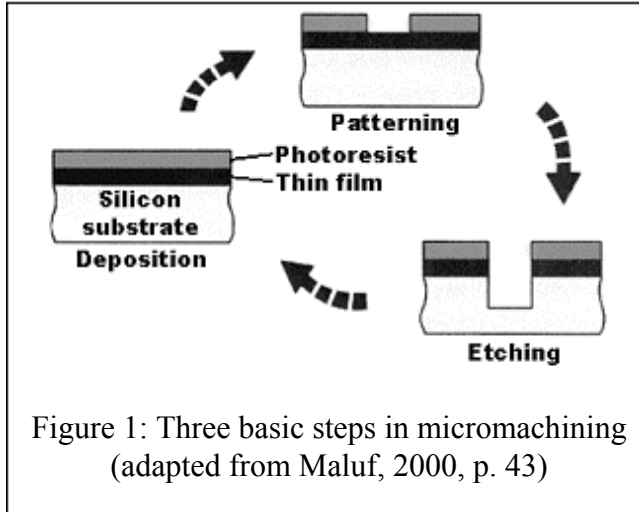 Patterning
Photoresist
Thin film
Silicon
substrate
Deposition
Etching
Figure 1: Three basic steps in micromachining
(adapted from Maluf, 2000, p. 43)